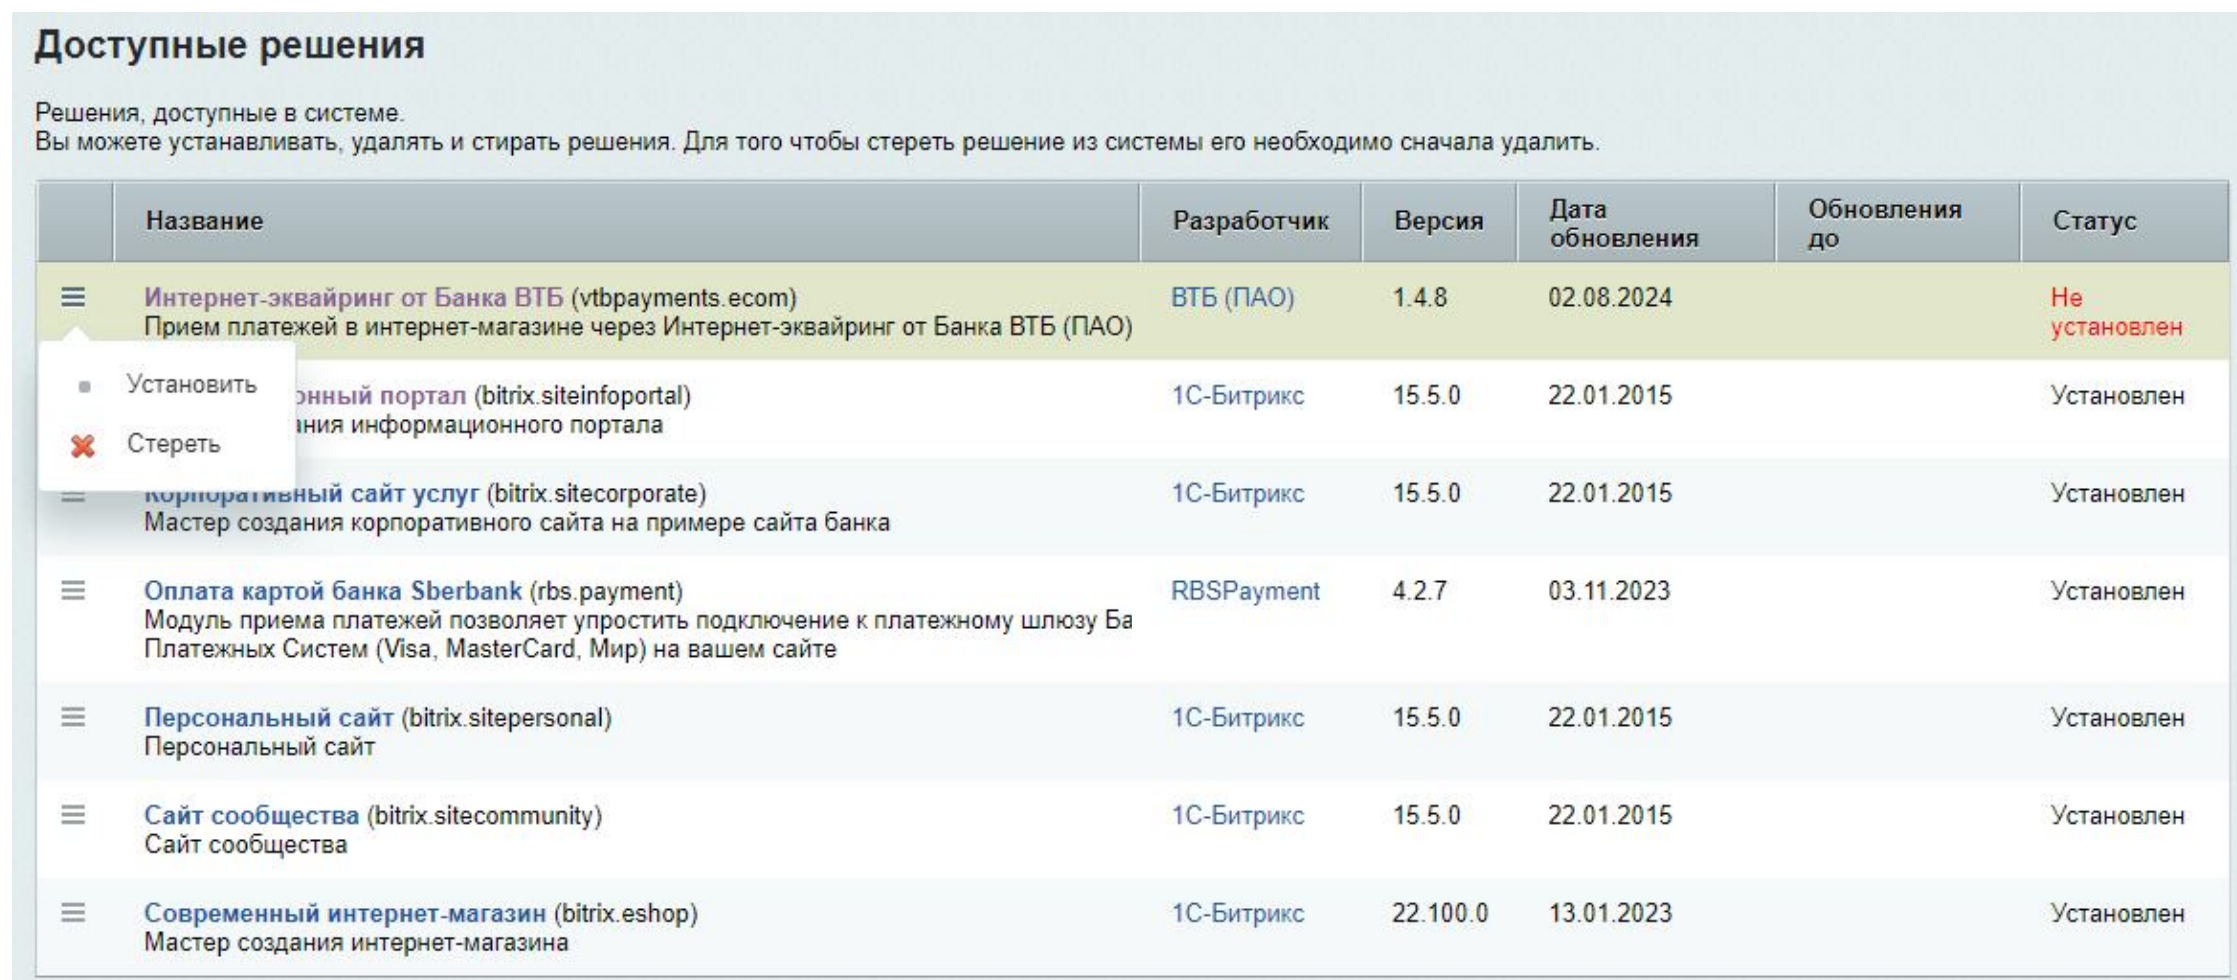 Доступные решения
Решения, доступные в системе.
Вы можете устанавливать, удалять и стирать решения. Для того чтобы стереть решение из системы его необходимо сначала удалить.
Название Разработчик Версия Дата обновления Обновления до Статус
Интернет-эквайринг от Банка ВТБ (vtbpayments.ecom) ВТБ (ПАО) 1.4.8 02.08.2024 Не установлен
Прием платежей в интернет-магазине через Интернет-эквайринг от Банка ВТБ (ПАО)
Установить
Стереть
онный портал (bitrix.siteinfoportal) 1С-Битрикс 15.5.0 22.01.2015 Установлен
ния информационного портала
Корпоративный сайт услуг (bitrix.sitecorporate) 1С-Битрикс 15.5.0 22.01.2015 Установлен
Мастер создания корпоративного сайта на примере сайта банка
Оплата картой банка Sberbank (rbs.payment) RBSPayment 4.2.7 03.11.2023 Установлен
Модуль приема платежей позволяет упростить подключение к платежному шлюзу Ба
Платежных Систем (Visa, MasterCard, Мир) на вашем сайте
Персональный сайт (bitrix.sitepersonal) 1С-Битрикс 15.5.0 22.01.2015 Установлен
Персональный сайт
Сайт сообщества (bitrix.sitecommunity) 1С-Битрикс 15.5.0 22.01.2015 Установлен
Сайт сообщества
Современный интернет-магазин (bitrix.eshop) 1С-Битрикс 22.100.0 13.01.2023 Установлен
Мастер создания интернет-магазина